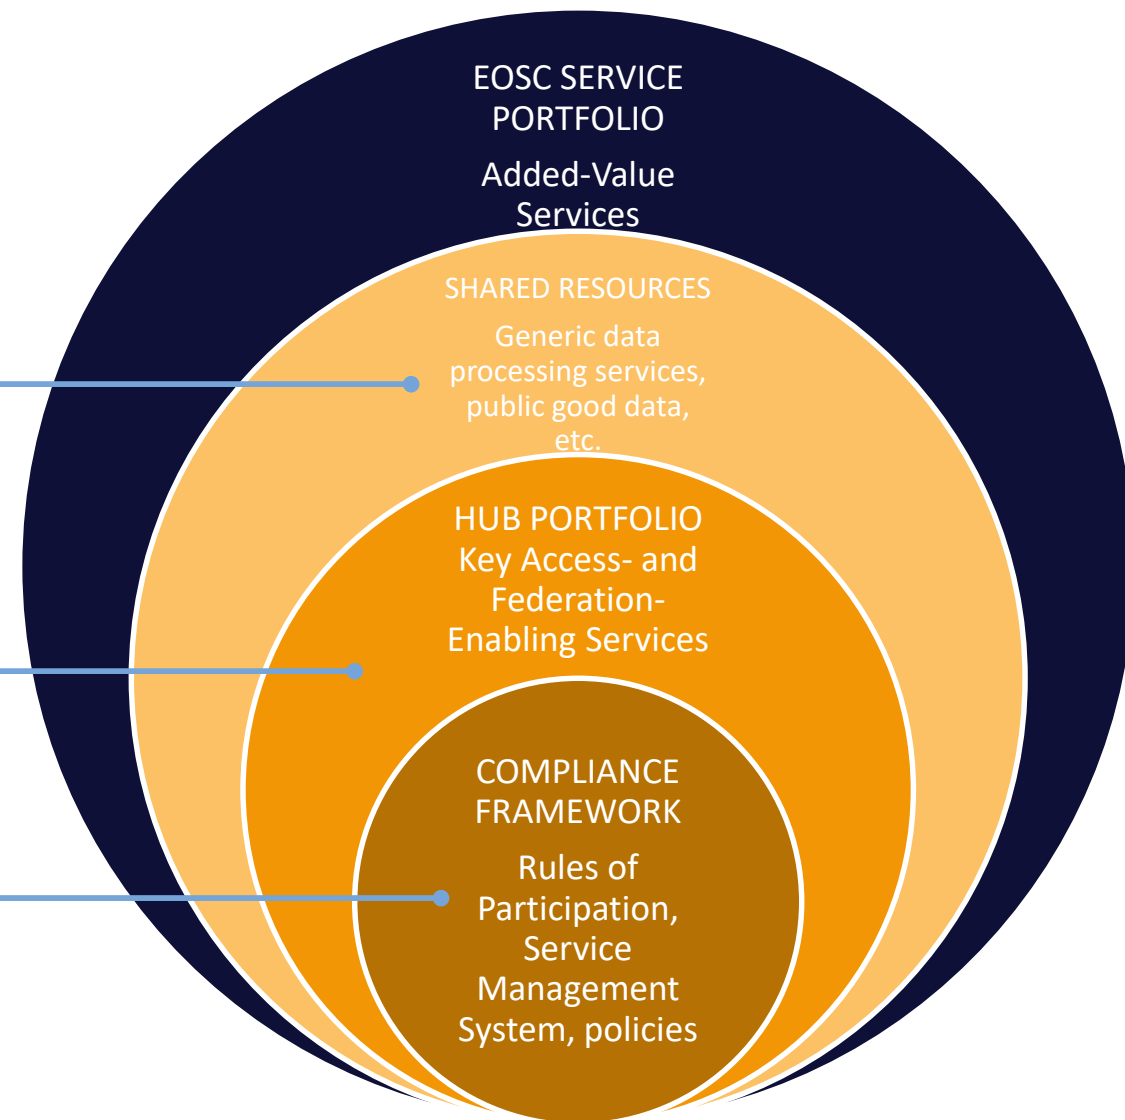 EOSC SERVICE
PORTFOLIO
Added-Value
Services
SHARED RESOURCES
Generic data
processing services,
public good data,
etc.
HUB PORTFOLIO
Key Access- and
Federation-
Enabling Services
COMPLIANCE
FRAMEWORK
Rules of
Participation,
Service
Management
System, policies